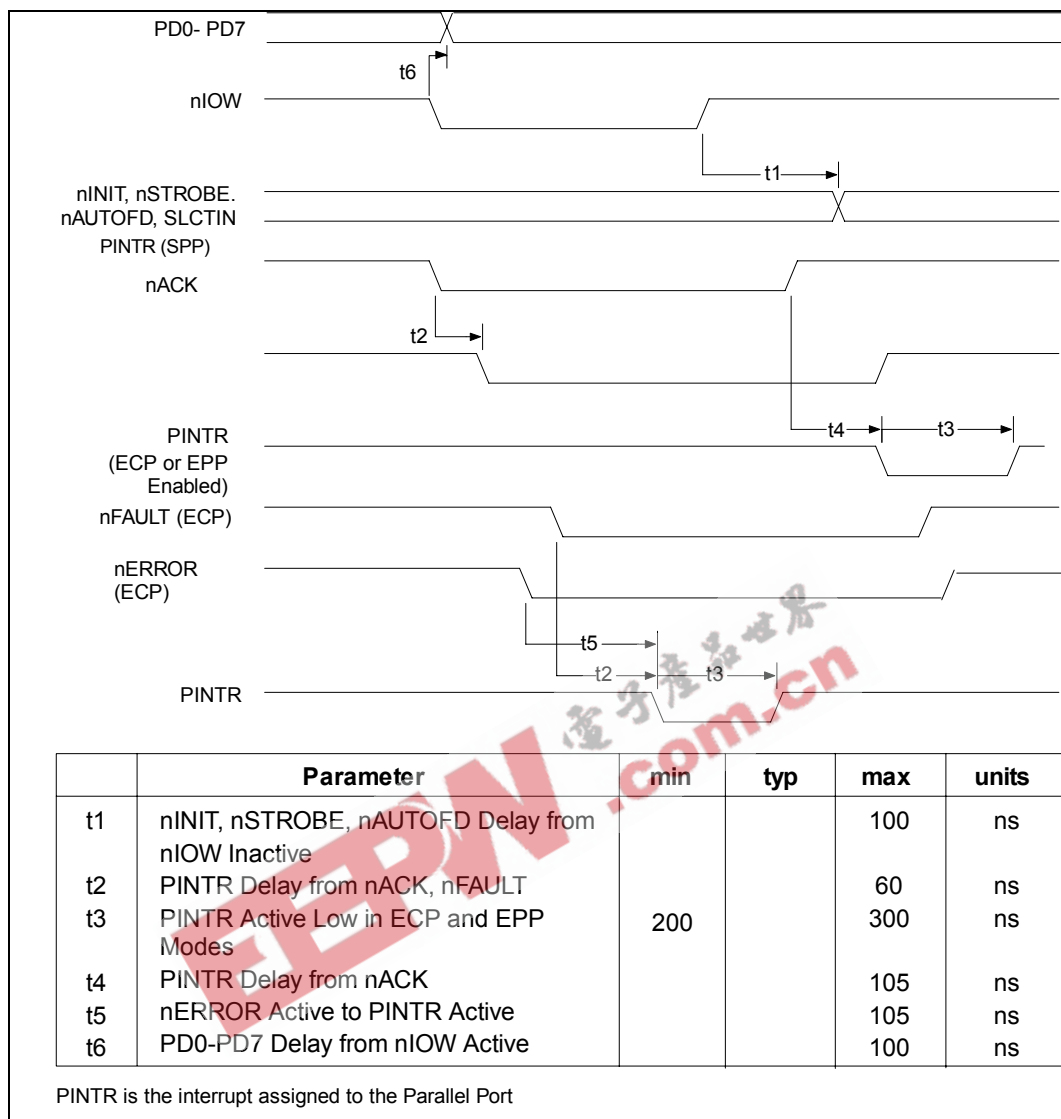 PD0- PD7
t6
nIOW
t1
nINIT, nSTROBE.
nAUTOFD, SLCTIN
PINTR (SPP)
nACK
t2
PINTR
(ECP or EPP
Enabled)
t4
t3
nFAULT (ECP)
nERROR
(ECP)
t5
t2
t3
PINTR
電子產品世界
EEPW.com.cn
Parameter min typ max units
t1 nINIT, nSTROBE, nAUTOFD Delay from 100 ns
nIOW Inactive
t2 PINTR Delay from nACK, nFAULT 60 ns
t3 PINTR Active Low in ECP and EPP 200 300 ns
Modes
t4 PINTR Delay from nACK 105 ns
t5 nERROR Active to PINTR Active 105 ns
t6 PD0-PD7 Delay from nIOW Active 100 ns
PINTR is the interrupt assigned to the Parallel Port